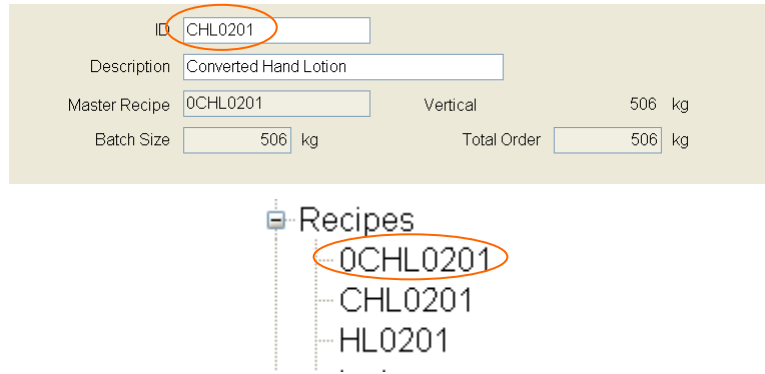 ID CHL0201
Description Converted Hand Lotion
Master Recipe 0CHL0201 Vertical 506 kg
Batch Size 506 kg Total Order 506 kg
Recipes
0CHL0201
CHL0201
HL0201